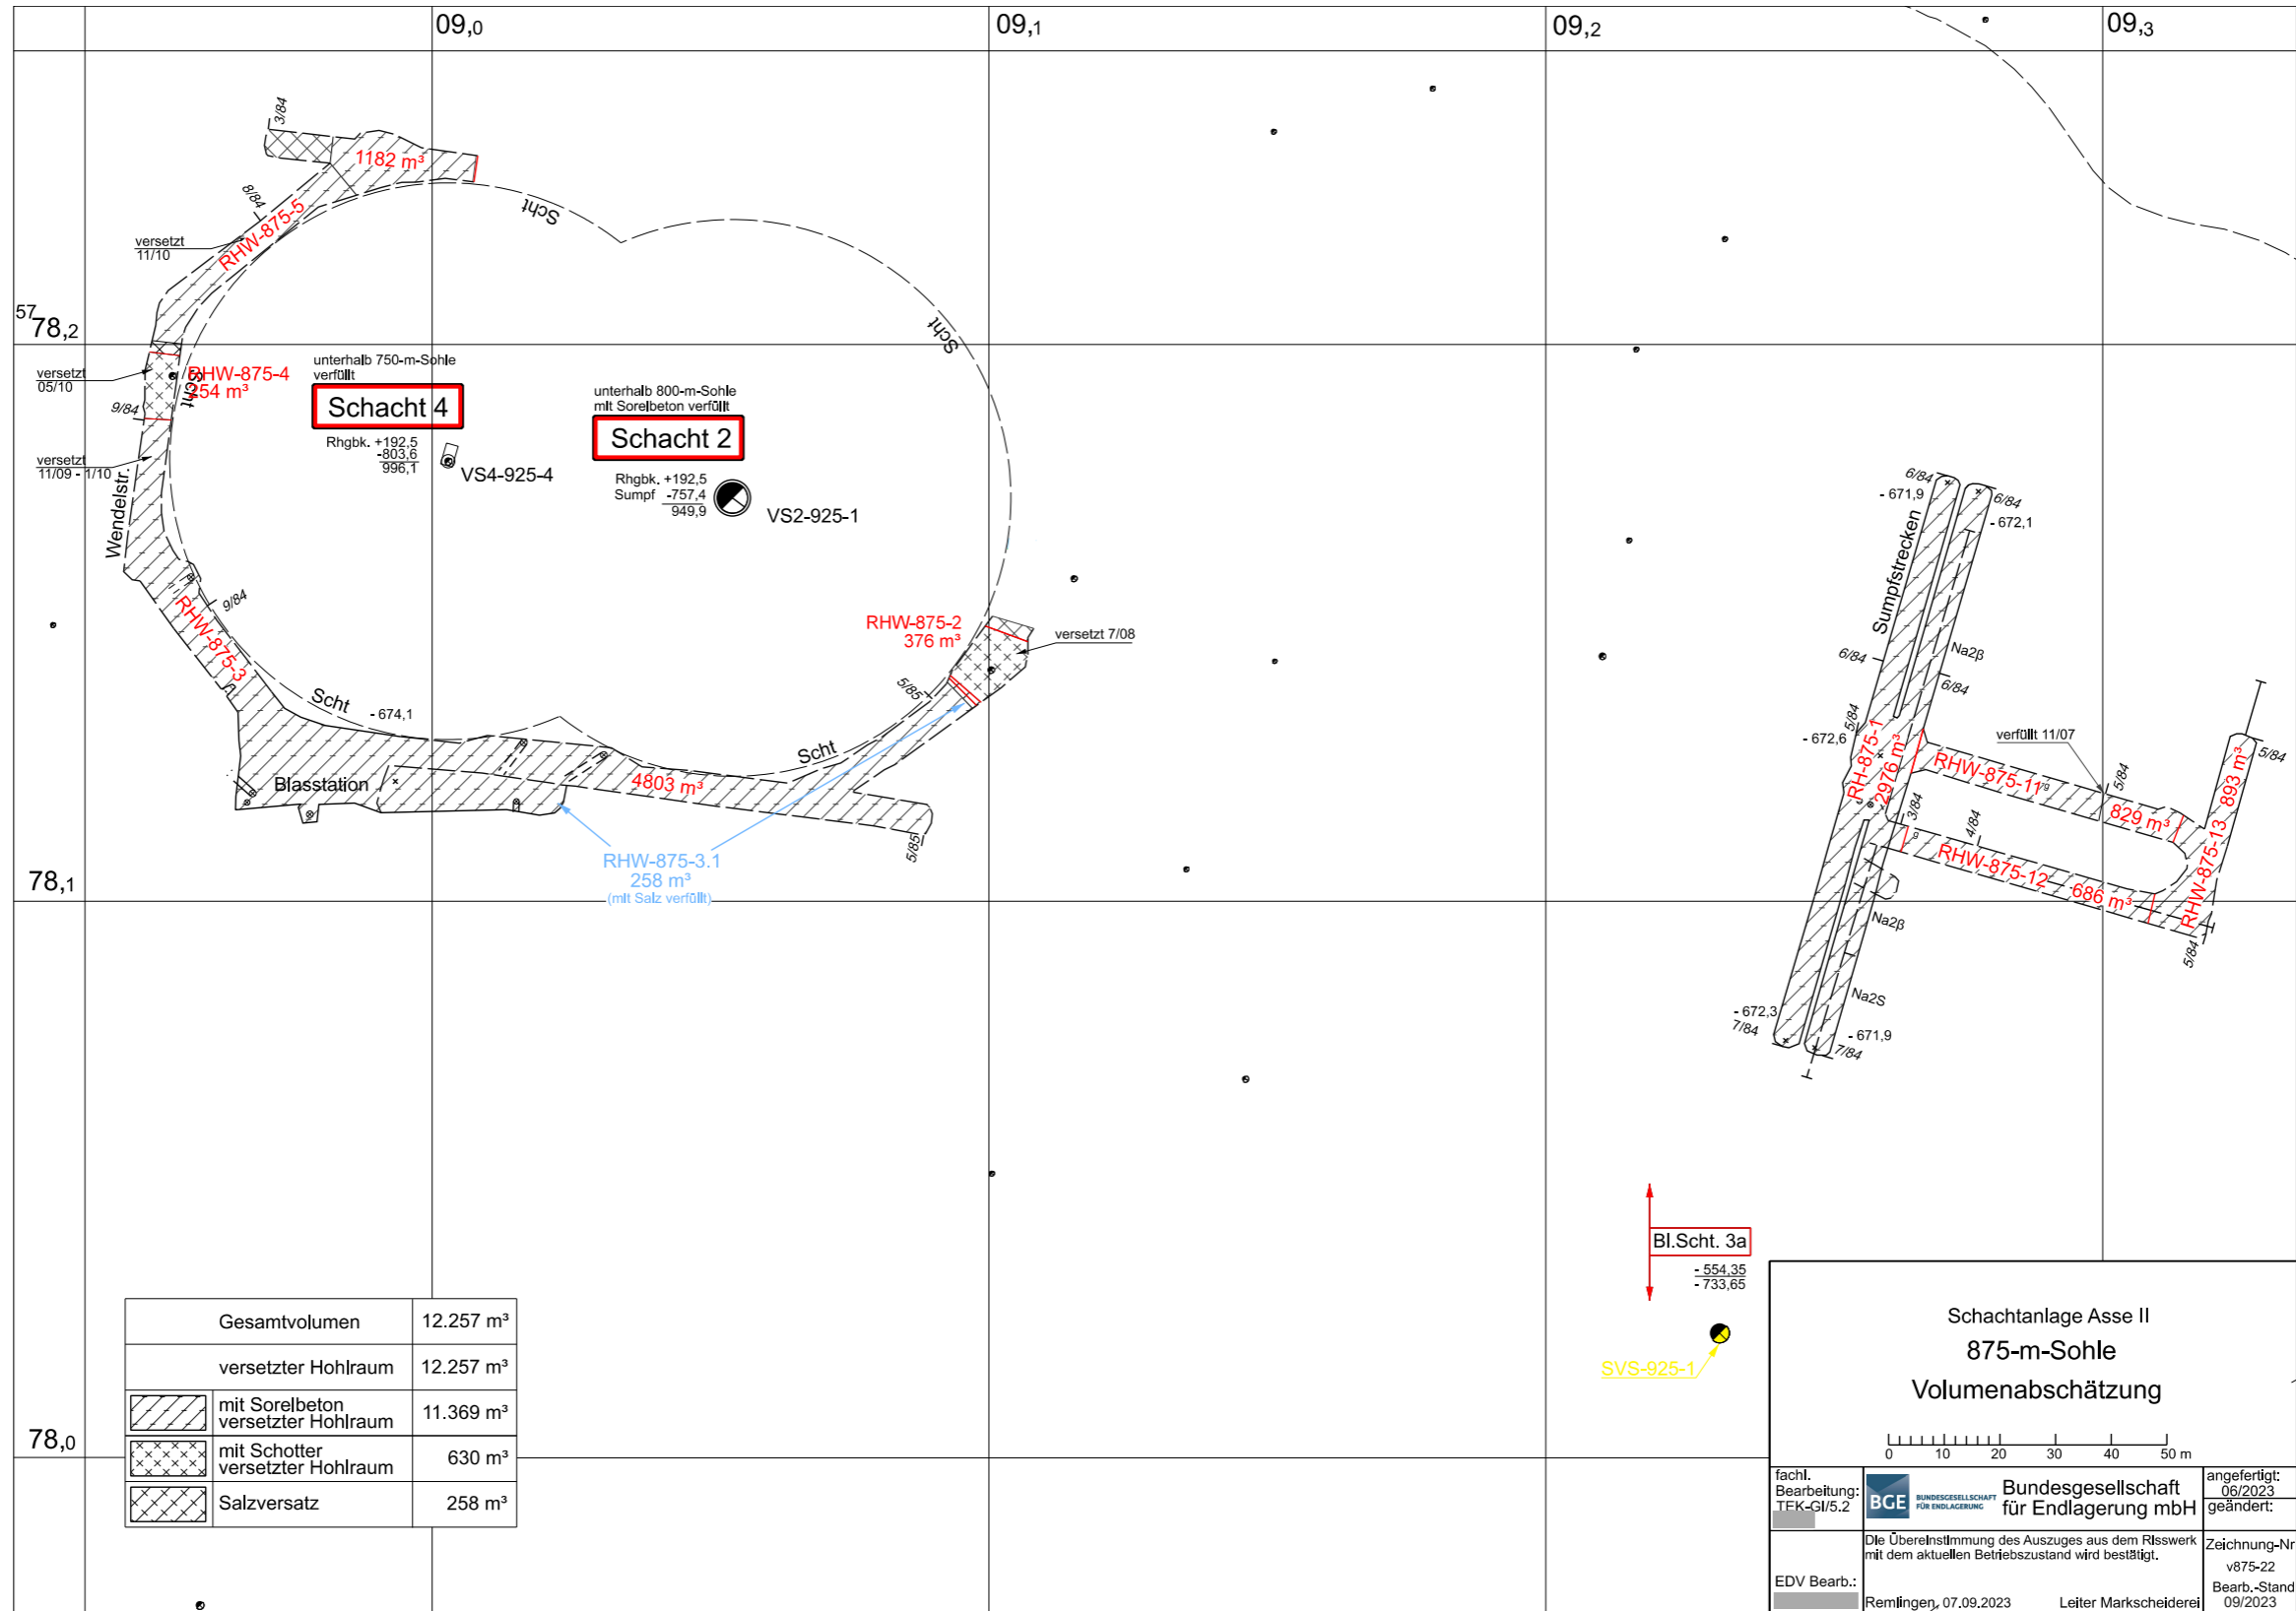 09,0
09,1
09,2
09,3
57
78,2
78,1
78,0
3/84
1182 m³
8/84
RHW-875-5
versetzt
11/10
Scht
Scht
versetzt
05/10
RHW-875-4
254 m³
Scht
9/84
versetzt
11/09 - 1/10
Wendelstr.
unterhalb 750-m-Sohle
verfüllt
Schacht 4
Rhgbk. +192,5
-803,6
996,1
VS4-925-4
unterhalb 800-m-Sohle
mit Sorelbeton verfüllt
Schacht 2
Rhgbk. +192,5
Sumpf -757,4
949,9
VS2-925-1
9/84
RHW-875-3
Scht
- 674,1
Blasstation
4803 m³
Scht
5/85
5/85
RHW-875-2
376 m³
versetzt 7/08
RHW-875-3.1
258 m³
(mit Salz verfüllt)
6/84
- 671,9
6/84
- 672,1
Sumpfstrecken
6/84
Na2β
6/84
5/84
- 672,6
RH-875-1
2976 m³
verfüllt 11/07
5/84
RHW-875-11
829 m³
5/84
893 m³
RHW-875-13
3/84
4/84
RHW-875-12
686 m³
5/84
Na2β
Na2S
- 672,3
7/84
- 671,9
7/84
Bl.Scht. 3a
- 554,35
- 733,65
SVS-925-1
Gesamtvolumen 12.257 m³
versetzter Hohlraum 12.257 m³
mit Sorelbeton
versetzter Hohlraum 11.369 m³
mit Schotter
versetzter Hohlraum 630 m³
Salzversatz 258 m³
Schachtanlage Asse II
875-m-Sohle
Volumenabschätzung
0 10 20 30 40 50 m
fachl.
Bearbeitung:
TEK-GI/5.2
BGE
BUNDESGESELLSCHAFT
FÜR ENDLAGERUNG
Bundesgesellschaft
für Endlagerung mbH
angefertigt:
06/2023
geändert:
Die Übereinstimmung des Auszuges aus dem Risswerk
mit dem aktuellen Betriebszustand wird bestätigt.
EDV Bearb.:
Remlingen, 07.09.2023 Leiter Markscheiderei
Zeichnung-Nr
v875-22
Bearb.-Stand
09/2023